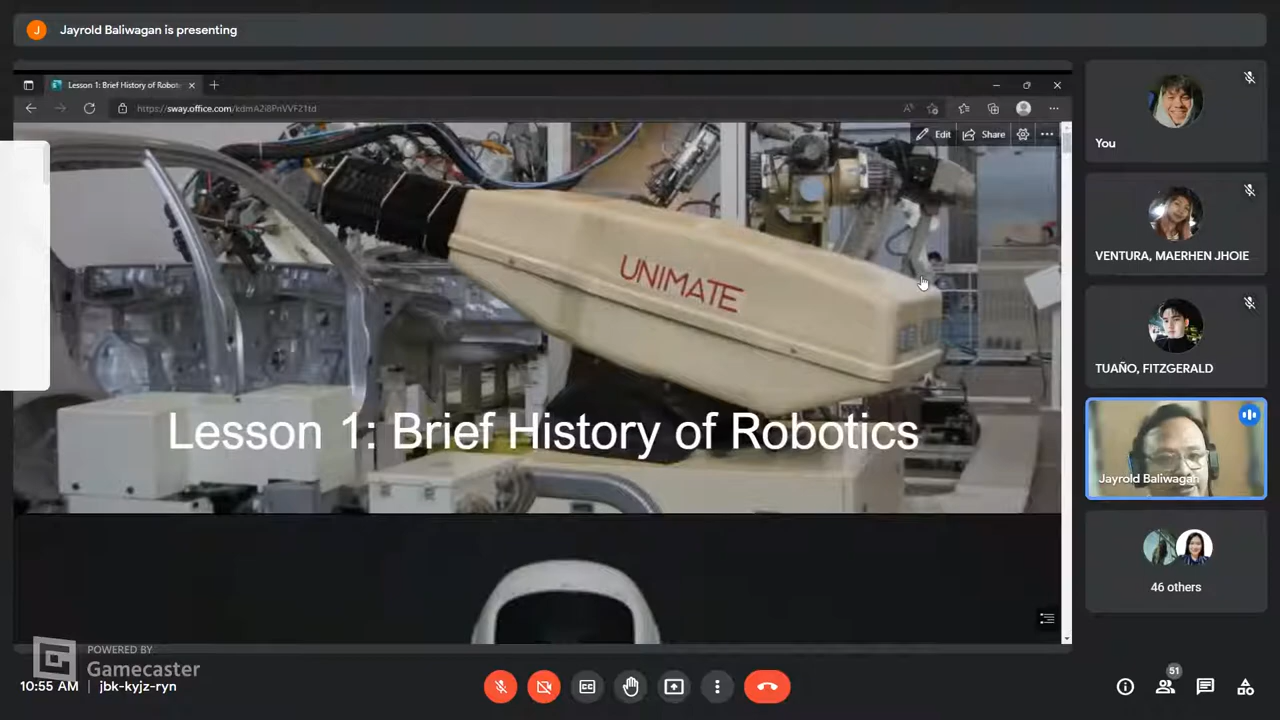 J
Jayrold Baliwagan is presenting
Lesson 1: Brief History of Robot
https://sway.office.com/kdmA2i8PnVVF21td
Edit
Share
UNIMATE
Lesson 1: Brief History of Robotics
You
VENTURA, MAERHEN JHOIE
TUAÑO, FITZGERALD
Jayrold Baliwagan
46 others
POWERED BY
Gamecaster
10:55 AM | jbk-kyjz-ryn
CC
51